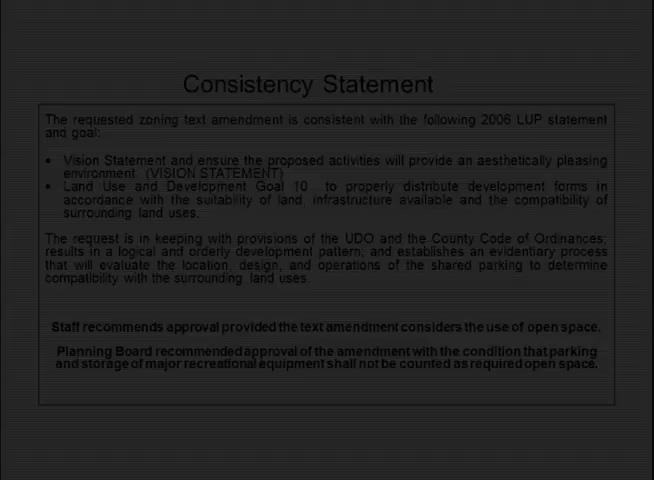 Consistency Statement
The requested zoning text amendment is consistent with the following 2006 LUP statement
and goal:
• Vision Statement and ensure the proposed activities will provide an aesthetically pleasing
environment. (VISION STATEMENT)
• Land Use and Development Goal 10 to properly distribute development forms in
accordance with the suitability of land, infrastructure available and the compatibility of
surrounding land uses.
The request is in keeping with provisions of the UDO and the County Code of Ordinances;
results in a logical and orderly development pattern; and establishes an evidentiary process
that will evaluate the location, design, and operations of the shared parking to determine
compatibility with the surrounding land uses.
Staff recommends approval provided the text amendment considers the use of open space.
Planning Board recommended approval of the amendment with the condition that parking
and storage of major recreational equipment shall not be counted as required open space.